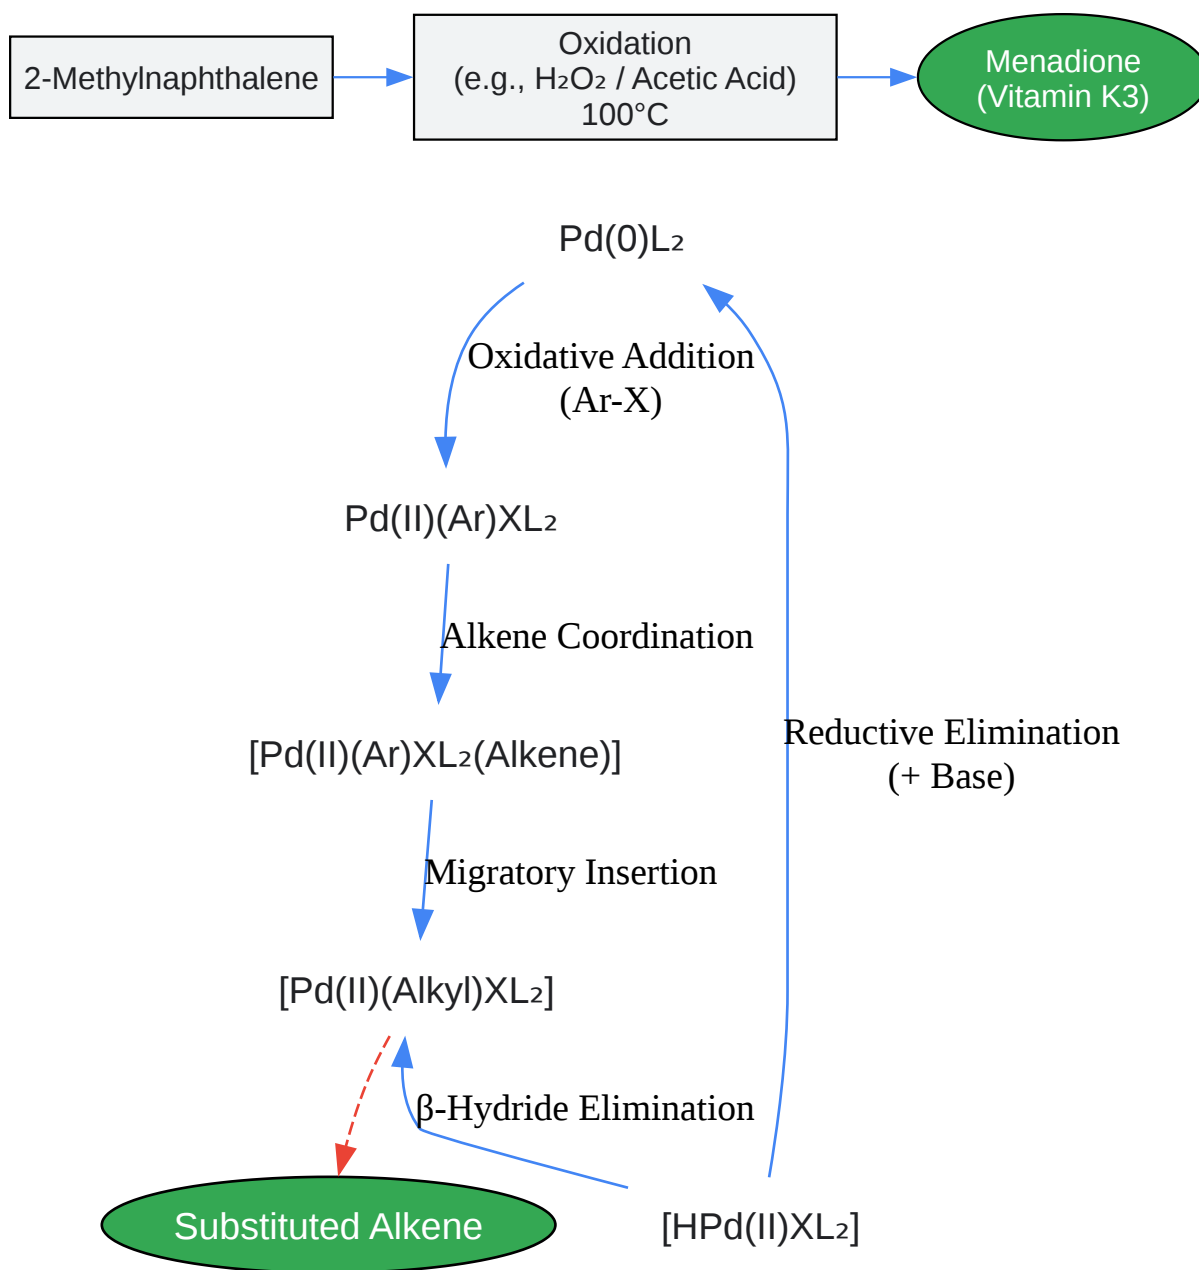 2-Methylnaphthalene
Oxidation
(e.g., H₂O₂ / Acetic Acid)
100°C
Menadione
(Vitamin K3)
Pd(0)L₂
Oxidative Addition
(Ar-X)
Pd(II)(Ar)XL₂
Alkene Coordination
[Pd(II)(Ar)XL₂(Alkene)]
Reductive Elimination
(+ Base)
Migratory Insertion
[Pd(II)(Alkyl)XL₂]
β-Hydride Elimination
Substituted Alkene
[HPd(II)XL₂]